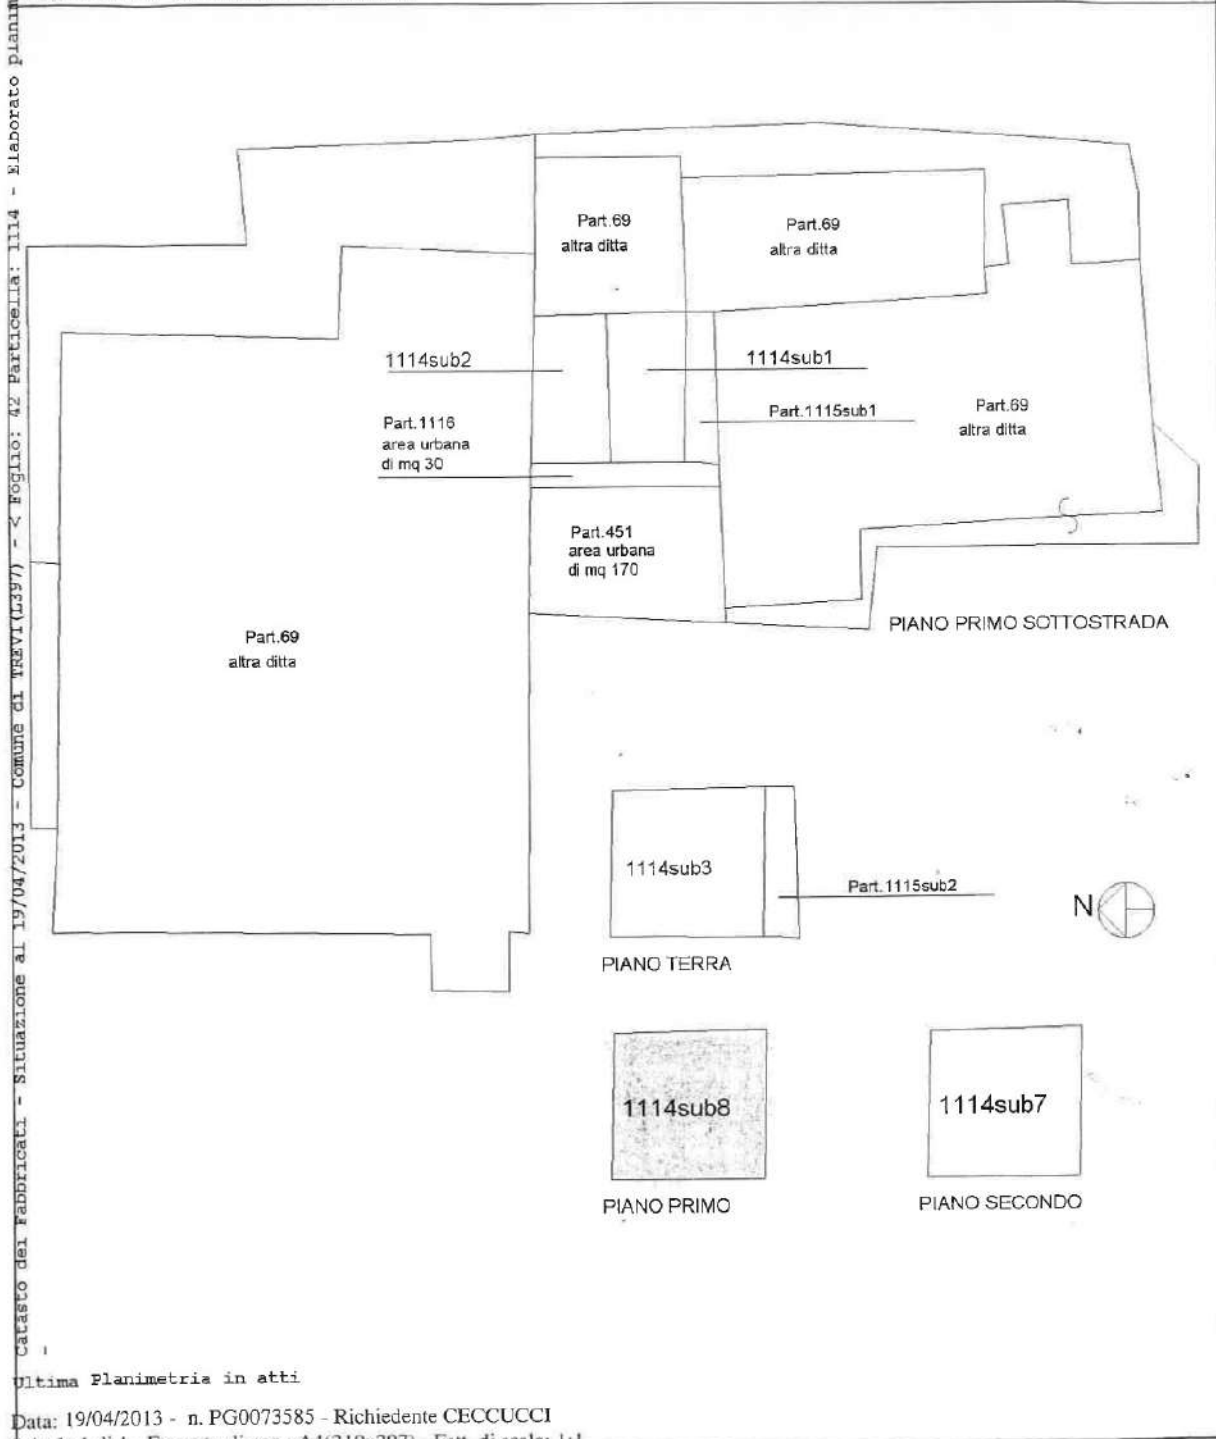 Catasto dei Fabbricati - Situazione al 19/04/2013 - Comune di TREVI(L397) - < Foglio: 42 Particella: 1114 - Elaborato
Part.69
altra ditta
Part.69
altra ditta
1114sub2
1114sub1
Part.1115sub1
Part.69
altra ditta
Part.1116
area urbana
di mq 30
Part.451
area urbana
di mq 170
PIANO PRIMO SOTTOSTRADA
Part.69
altra ditta
1114sub3
Part.1115sub2
N
PIANO TERRA
1114sub8
1114sub7
PIANO PRIMO
PIANO SECONDO
Ultima Planimetria in atti
Data: 19/04/2013 - n. PG0073585 - Richiedente CECCUCCI